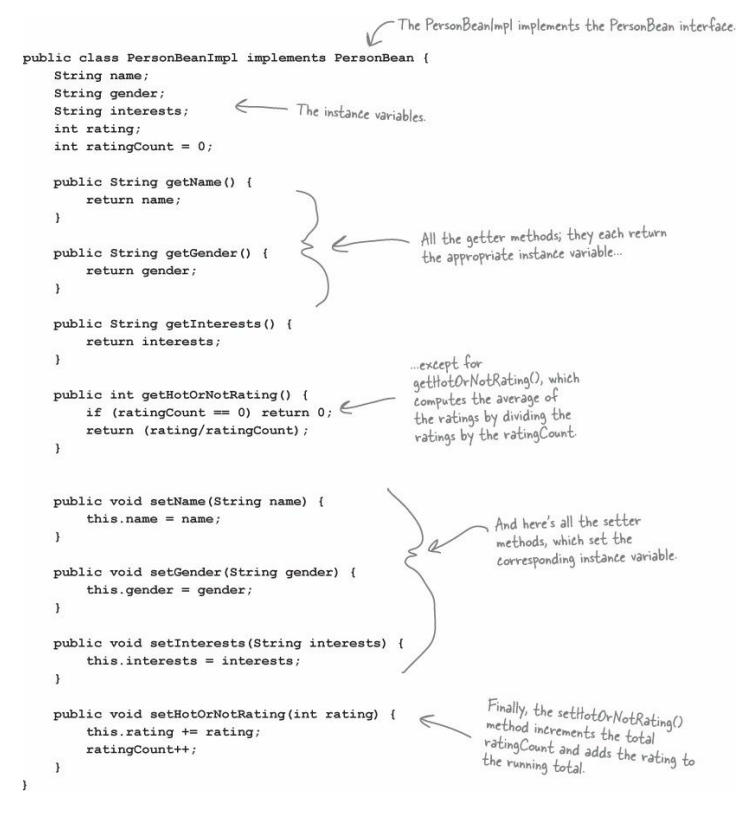 The PersonBeanImpl implements the PersonBean interface.
public class PersonBeanImpl implements PersonBean {
String name;
String gender;
String interests;
The instance variables.
int rating;
int ratingCount = 0;
public String getName() {
return name;
}
All the getter methods; they each return
the appropriate instance variable...
public String getGender() {
return gender;
}
public String getInterests() {
return interests;
}
...except for
getHotOrNotRating(), which
computes the average of
the ratings by dividing the
ratings by the ratingCount.
public int getHotOrNotRating() {
if (ratingCount == 0) return 0;
return (rating/ratingCount);
}
public void setName(String name) {
this.name = name;
}
And here's all the setter
methods, which set the
corresponding instance variable.
public void setGender(String gender) {
this.gender = gender;
}
public void setInterests(String interests) {
this.interests = interests;
}
public void setHotOrNotRating(int rating) {
this.rating += rating;
ratingCount++;
}
Finally, the setHotOrNotRating()
method increments the total
ratingCount and adds the rating to
the running total.
}